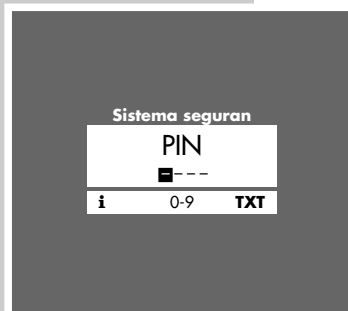 Sistema seguran
PIN
----
i 0-9 TXT